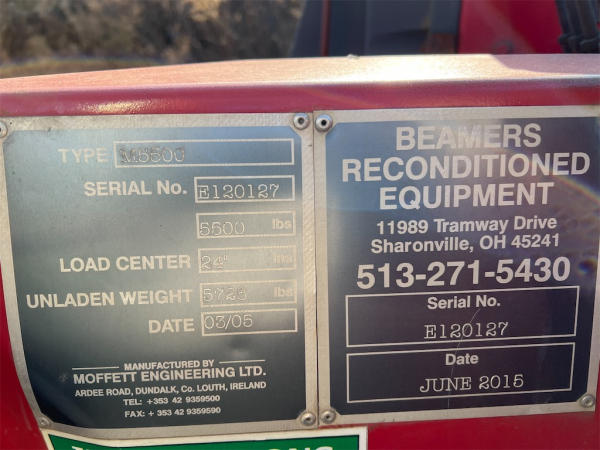 TYPE M5500
SERIAL No. E120127
5500 lbs
LOAD CENTER 24" ins
UNLADEN WEIGHT 5725 lbs
DATE 03/05
MANUFACTURED BY
MOFFETT ENGINEERING LTD.
ARDEE ROAD, DUNDALK, Co. LOUTH, IRELAND
TEL: +353 42 9359500
FAX: + 353 42 9359590
BEAMERS
RECONDITIONED
EQUIPMENT
11989 Tramway Drive
Sharonville, OH 45241
513-271-5430
Serial No.
E120127
Date
JUNE 2015